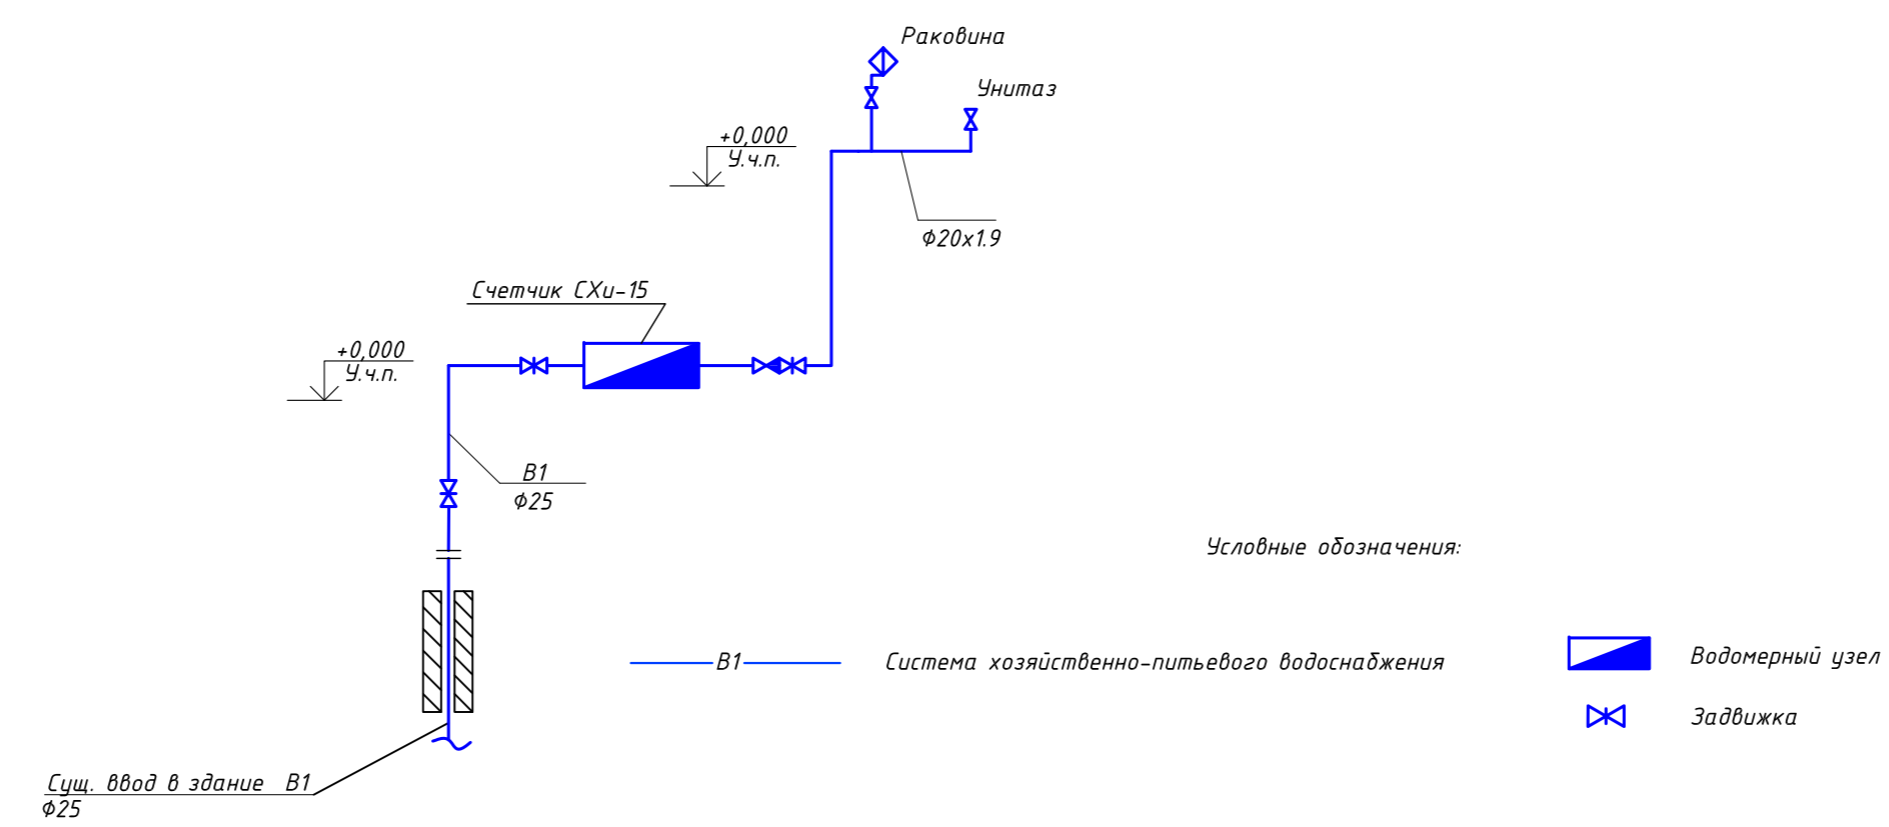 Раковина
Унитаз
+0,000
У.ч.п.
Ф20х1.9
Счетчик СХи-15
+0,000
У.ч.п.
В1
Ф25
Условные обозначения:
В1
Система хозяйственно-питьевого водоснабжения
Водомерный узел
Задвижка
Сущ. ввод в здание В1
Ф25